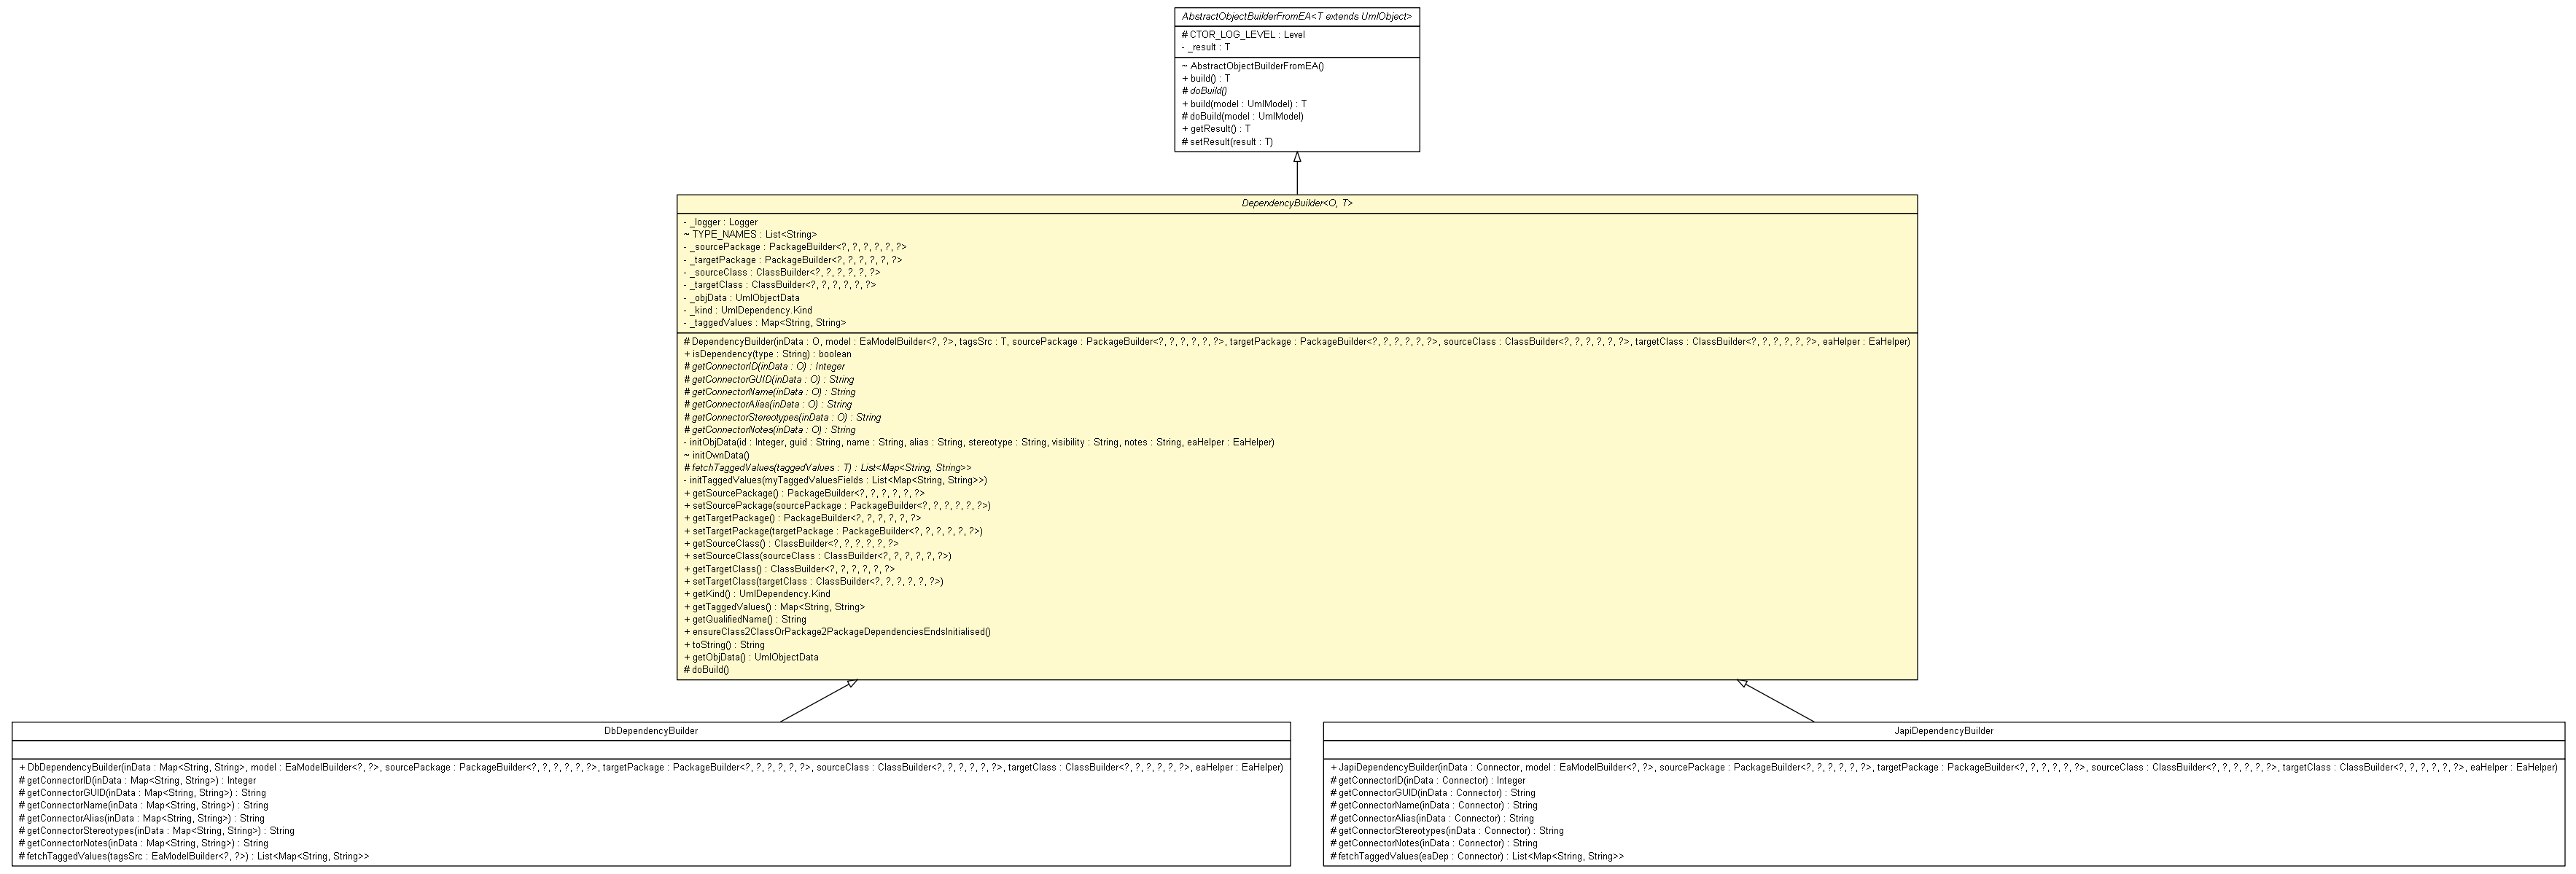 AbstractObjectBuilderFromEA<T extends UmlObject>
# CTOR_LOG_LEVEL : Level
- _result : T
~ AbstractObjectBuilderFromEA()
+ build() : T
# doBuild()
+ build(model : UmlModel) : T
# doBuild(model : UmlModel)
+ getResult() : T
# setResult(result : T)
DependencyBuilder<O, T>
- _logger : Logger
~ TYPE_NAMES : List<String>
- _sourcePackage : PackageBuilder<?, ?, ?, ?, ?, ?>
- _targetPackage : PackageBuilder<?, ?, ?, ?, ?, ?>
- _sourceClass : ClassBuilder<?, ?, ?, ?, ?, ?>
- _targetClass : ClassBuilder<?, ?, ?, ?, ?, ?>
- _objData : UmlObjectData
- _kind : UmlDependency.Kind
- _taggedValues : Map<String, String>
# DependencyBuilder(inData : O, model : EaModelBuilder<?, ?>, tagsSrc : T, sourcePackage : PackageBuilder<?, ?, ?, ?, ?, ?>, targetPackage : PackageBuilder<?, ?, ?, ?, ?, ?>, sourceClass : ClassBuilder<?, ?, ?, ?, ?, ?>, targetClass : ClassBuilder<?, ?, ?, ?, ?, ?>, eaHelper : EaHelper)
+ isDependency(type : String) : boolean
# getConnectorID(inData : O) : Integer
# getConnectorGUID(inData : O) : String
# getConnectorName(inData : O) : String
# getConnectorAlias(inData : O) : String
# getConnectorStereotypes(inData : O) : String
# getConnectorNotes(inData : O) : String
- initObjData(id : Integer, guid : String, name : String, alias : String, stereotype : String, visibility : String, notes : String, eaHelper : EaHelper)
~ initOwnData()
# fetchTaggedValues(taggedValues : T) : List<Map<String, String>>
- initTaggedValues(myTaggedValuesFields : List<Map<String, String>>)
+ getSourcePackage() : PackageBuilder<?, ?, ?, ?, ?, ?>
+ setSourcePackage(sourcePackage : PackageBuilder<?, ?, ?, ?, ?, ?>)
+ getTargetPackage() : PackageBuilder<?, ?, ?, ?, ?, ?>
+ setTargetPackage(targetPackage : PackageBuilder<?, ?, ?, ?, ?, ?>)
+ getSourceClass() : ClassBuilder<?, ?, ?, ?, ?, ?>
+ setSourceClass(sourceClass : ClassBuilder<?, ?, ?, ?, ?, ?>)
+ getTargetClass() : ClassBuilder<?, ?, ?, ?, ?, ?>
+ setTargetClass(targetClass : ClassBuilder<?, ?, ?, ?, ?, ?>)
+ getKind() : UmlDependency.Kind
+ getTaggedValues() : Map<String, String>
+ getQualifiedName() : String
+ ensureClass2ClassOrPackage2PackageDependenciesEndsInitialised()
+ toString() : String
+ getObjData() : UmlObjectData
# doBuild()
DbDependencyBuilder
+ DbDependencyBuilder(inData : Map<String, String>, model : EaModelBuilder<?, ?>, sourcePackage : PackageBuilder<?, ?, ?, ?, ?, ?>, targetPackage : PackageBuilder<?, ?, ?, ?, ?, ?>, sourceClass : ClassBuilder<?, ?, ?, ?, ?, ?>, targetClass : ClassBuilder<?, ?, ?, ?, ?, ?>, eaHelper : EaHelper)
# getConnectorID(inData : Map<String, String>) : Integer
# getConnectorGUID(inData : Map<String, String>) : String
# getConnectorName(inData : Map<String, String>) : String
# getConnectorAlias(inData : Map<String, String>) : String
# getConnectorStereotypes(inData : Map<String, String>) : String
# getConnectorNotes(inData : Map<String, String>) : String
# fetchTaggedValues(tagsSrc : EaModelBuilder<?, ?>) : List<Map<String, String>>
JapiDependencyBuilder
+ JapiDependencyBuilder(inData : Connector, model : EaModelBuilder<?, ?>, sourcePackage : PackageBuilder<?, ?, ?, ?, ?, ?>, targetPackage : PackageBuilder<?, ?, ?, ?, ?, ?>, sourceClass : ClassBuilder<?, ?, ?, ?, ?, ?>, targetClass : ClassBuilder<?, ?, ?, ?, ?, ?>, eaHelper : EaHelper)
# getConnectorID(inData : Connector) : Integer
# getConnectorGUID(inData : Connector) : String
# getConnectorName(inData : Connector) : String
# getConnectorAlias(inData : Connector) : String
# getConnectorStereotypes(inData : Connector) : String
# getConnectorNotes(inData : Connector) : String
# fetchTaggedValues(eaDep : Connector) : List<Map<String, String>>